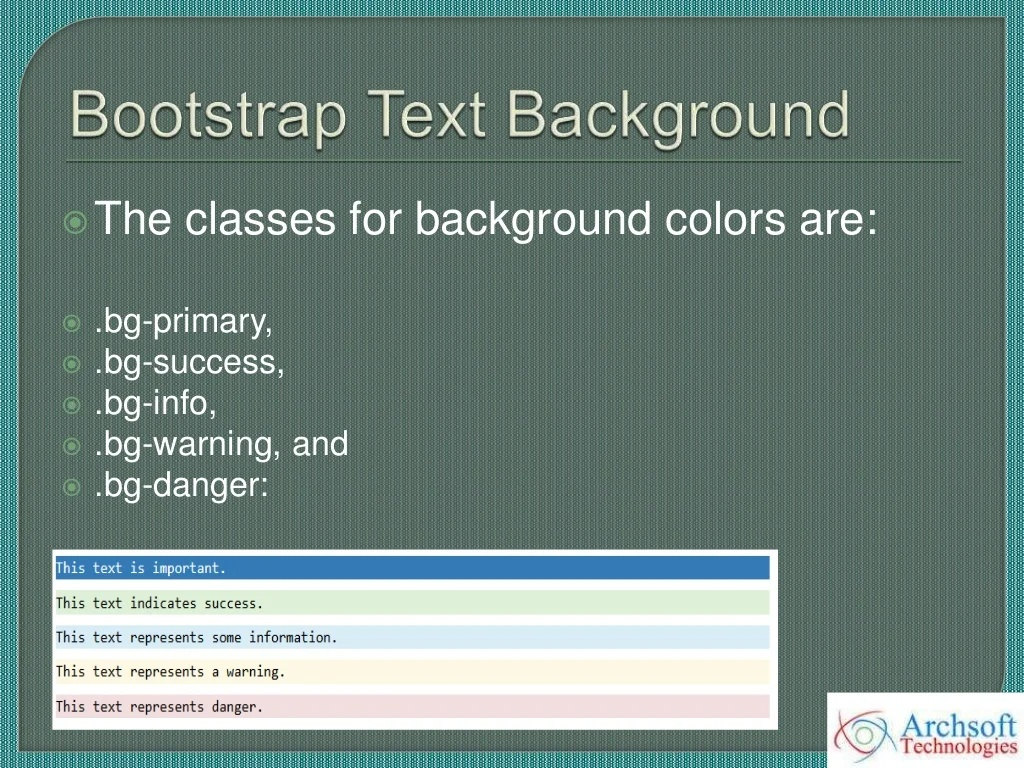 Bootstrap Text Background
The classes for background colors are:
.bg-primary,
.bg-success,
.bg-info,
.bg-warning, and
.bg-danger:
This text is important.
This text indicates success.
This text represents some information.
This text represents a warning.
This text represents danger.
Archsoft
Technologies